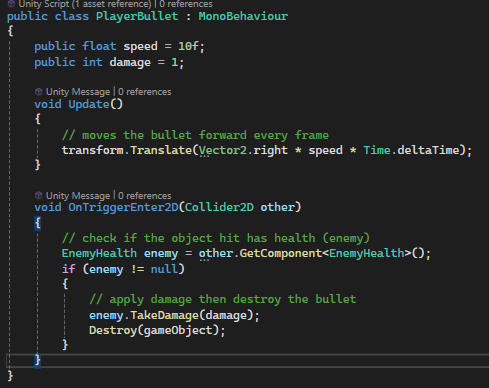 Unity Script (1 asset reference) | 0 references
public class PlayerBullet : MonoBehaviour
{
public float speed = 10f;
public int damage = 1;
Unity Message | 0 references
void Update()
{
// moves the bullet forward every frame
transform.Translate(Vector2.right * speed * Time.deltaTime);
}
Unity Message | 0 references
void OnTriggerEnter2D(Collider2D other)
{
// check if the object hit has health (enemy)
EnemyHealth enemy = other.GetComponent<EnemyHealth>();
if (enemy != null)
{
// apply damage then destroy the bullet
enemy.TakeDamage(damage);
Destroy(gameObject);
}
}
}